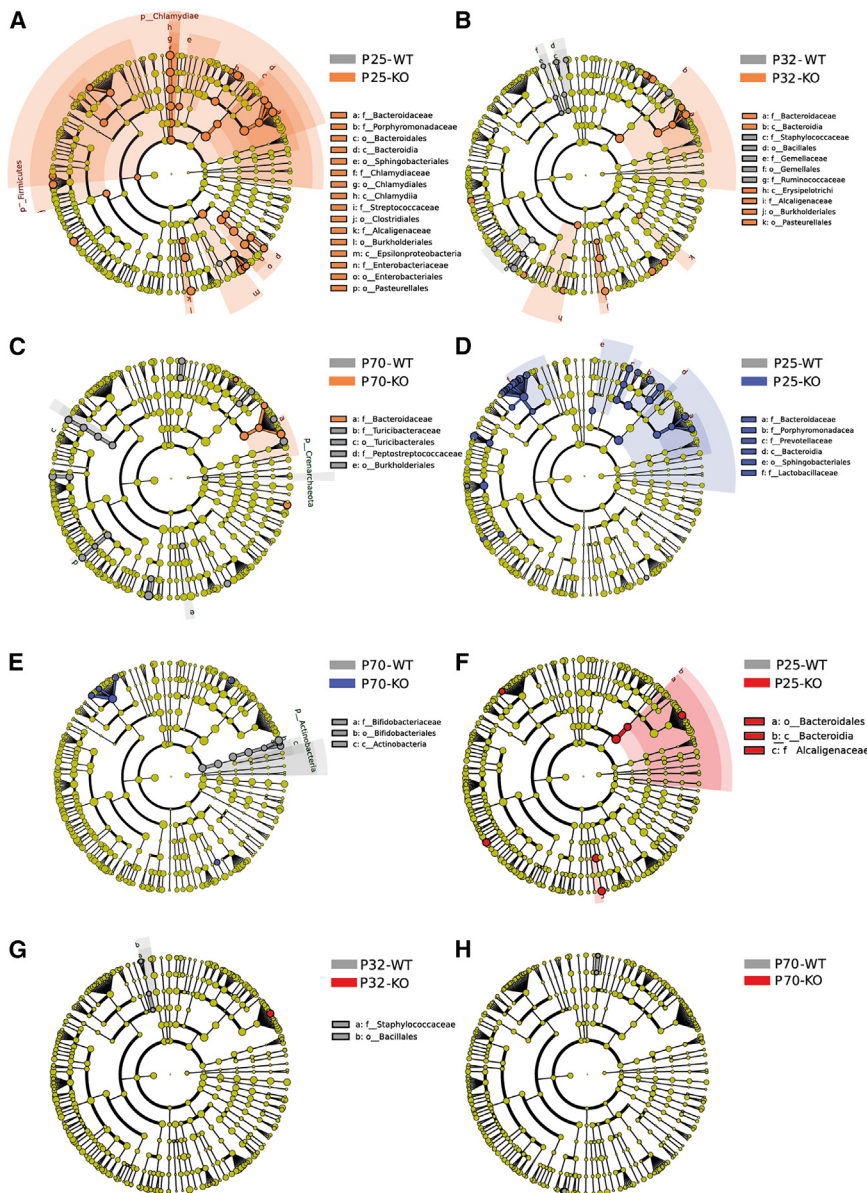 A
p__Chlamydiae
h
g
f
e
d
c
p__Firmicutes
j
k
l
m
o
p
P25-WT
P25-KO
a: f__Bacteroidaceae
b: f__Porphyromonadaceae
c: o__Bacteroidales
d: c__Bacteroidia
e: o__Sphingobacteriales
f: f__Chlamydiaceae
g: o__Chlamydiales
h: c__Chlamydiia
i: f__Streptococcaceae
j: o__Clostridiales
k: f__Alcaligenaceae
l: o__Burkholderiales
m: c__Epsilonproteobacteria
n: f__Enterobacteriaceae
o: o__Enterobacteriales
p: o__Pasteurellales
B
f
d
b
h
k
P32-WT
P32-KO
a: f__Bacteroidaceae
b: c__Bacteroidia
c: f__Staphylococcaceae
d: o__Bacillales
e: f__Gemellaceae
f: o__Gemellales
g: f__Ruminococcaceae
h: c__Erysipelotrichi
i: f__Alcaligenaceae
j: o__Burkholderiales
k: o__Pasteurellales
C
c
a
p__Crenarchaeota
e
P70-WT
P70-KO
a: f__Bacteroidaceae
b: f__Turicibacteraceae
c: o__Turicibacterales
d: f__Peptostreptococcaceae
e: o__Burkholderiales
D
e
d
P25-WT
P25-KO
a: f__Bacteroidaceae
b: f__Porphyromonadacea
c: f__Prevotellaceae
d: c__Bacteroidia
e: o__Sphingobacteriales
f: f__Lactobacillaceae
E
p__Actinobacteria
b
c
P70-WT
P70-KO
a: f__Bifidobacteriaceae
b: o__Bifidobacteriales
c: c__Actinobacteria
F
b
a
c
P25-WT
P25-KO
a: o__Bacteroidales
b: c__Bacteroidia
c: f Alcaligenaceae
G
b
a
P32-WT
P32-KO
a: f__Staphylococcaceae
b: o__Bacillales
H
P70-WT
P70-KO